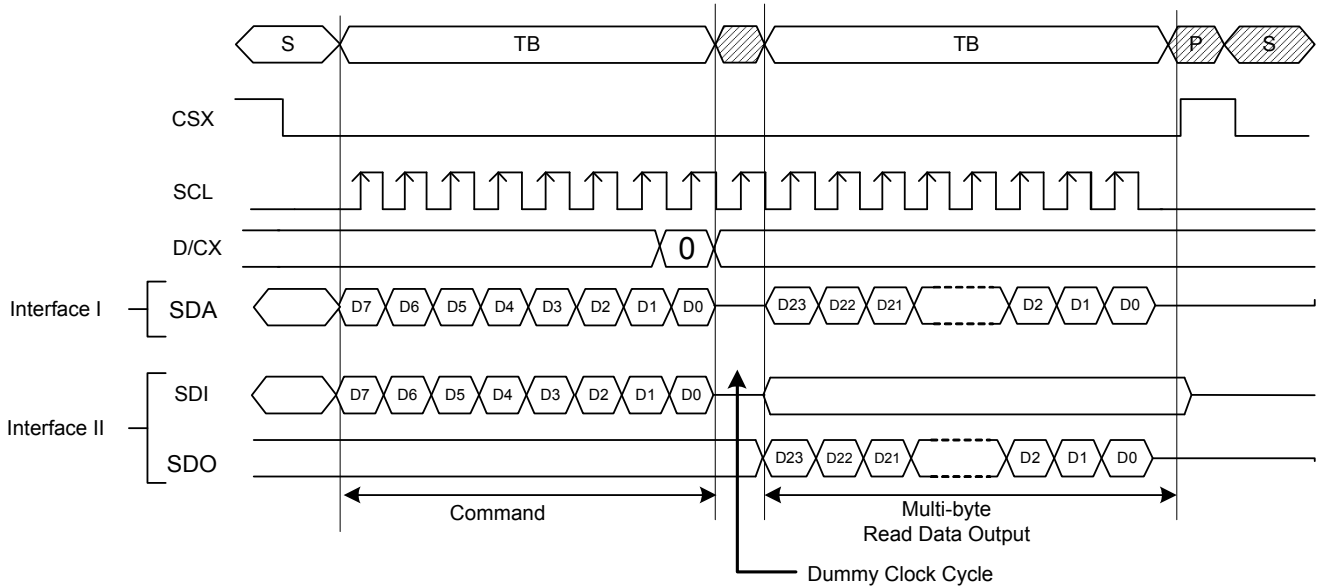 S TB TB P S
CSX
SCL
D/CX 0
Interface I SDA D7 D6 D5 D4 D3 D2 D1 D0 D23 D22 D21 D2 D1 D0
SDI D7 D6 D5 D4 D3 D2 D1 D0
Interface II
SDO D23 D22 D21 D2 D1 D0
Command
Multi-byte
Read Data Output
Dummy Clock Cycle